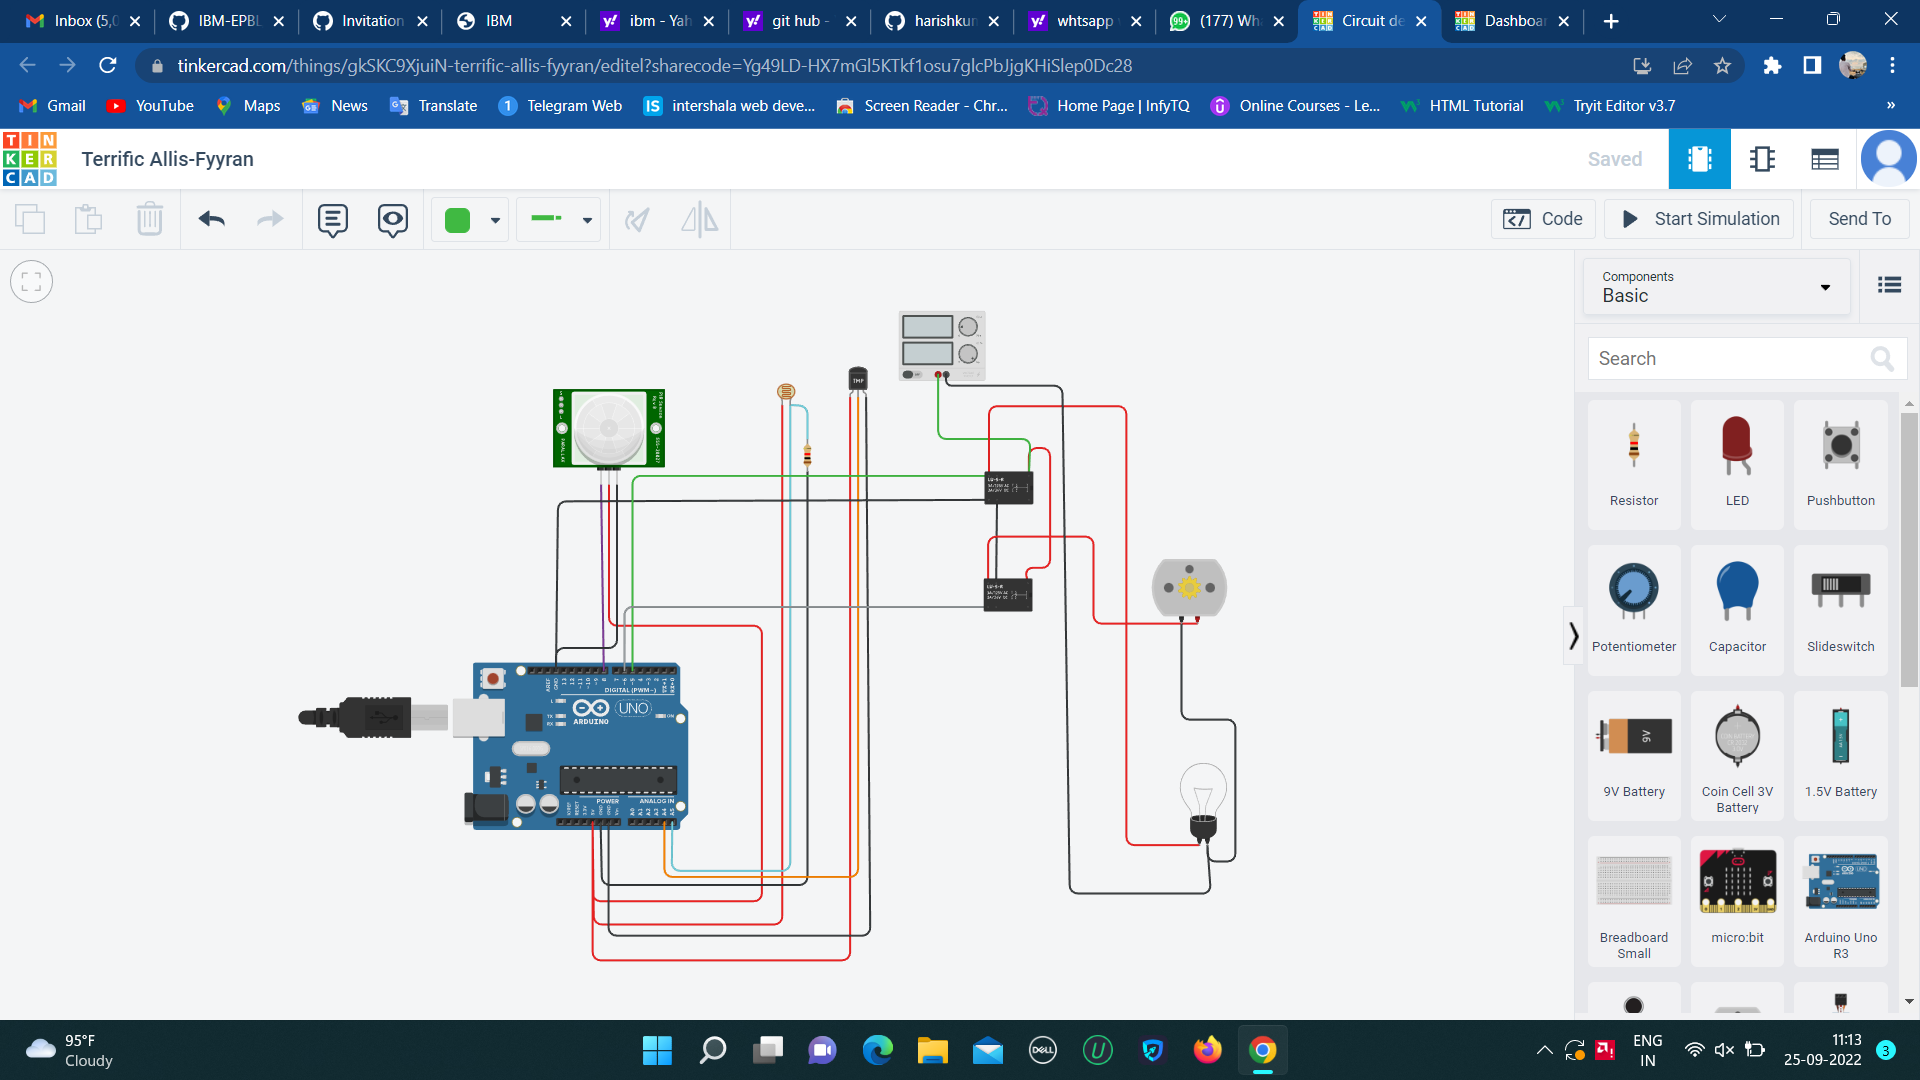 Inbox (5,0
IBM-EPBL
Invitation
IBM
ibm - Yah
git hub -
harishkum
whtsapp
(177) Wha
Circuit de
Dashboar
tinkercad.com/things/gkSKC9XjuiN-terrific-allis-fyyran/editel?sharecode=Yg49LD-HX7mGl5KTkf1osu7glcPbJjgKHiSlep0Dc28
Gmail
YouTube
Maps
News
Translate
Telegram Web
intershala web deve...
Screen Reader - Chr...
Home Page | InfyTQ
Online Courses - Le...
HTML Tutorial
Tryit Editor v3.7
»
TIN
KER
CAD
Terrific Allis-Fyyran
Saved
Code
Start Simulation
Send To
Components
Basic
Search
Resistor
LED
Pushbutton
Potentiometer
Capacitor
Slideswitch
9V Battery
Coin Cell 3V
Battery
1.5V Battery
Breadboard
Small
micro:bit
Arduino Uno
R3
TMP
DIGITAL (PWM~)
UNO
ARDUINO
POWER
ANALOG IN
95°F
Cloudy
ENG
IN
11:13
25-09-2022
3